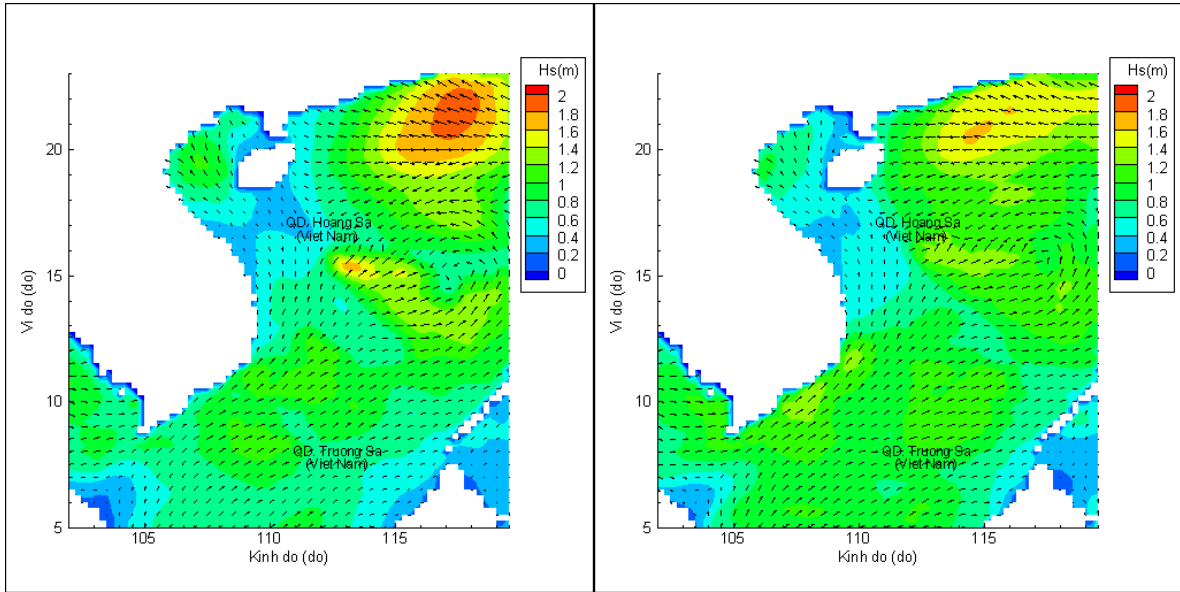 Hs(m)
2
1.8
1.6
1.4
1.2
1
0.8
0.6
0.4
0.2
0
20
15
10
5
Vi do (do)
105
110
115
Kinh do (do)
QD. Hoang Sa
(Viet Nam)
QD. Truong Sa
(Viet Nam)
Hs(m)
2
1.8
1.6
1.4
1.2
1
0.8
0.6
0.4
0.2
0
20
15
10
5
Vi do (do)
105
110
115
Kinh do (do)
QD. Hoang Sa
(Viet Nam)
QD. Truong Sa
(Viet Nam)